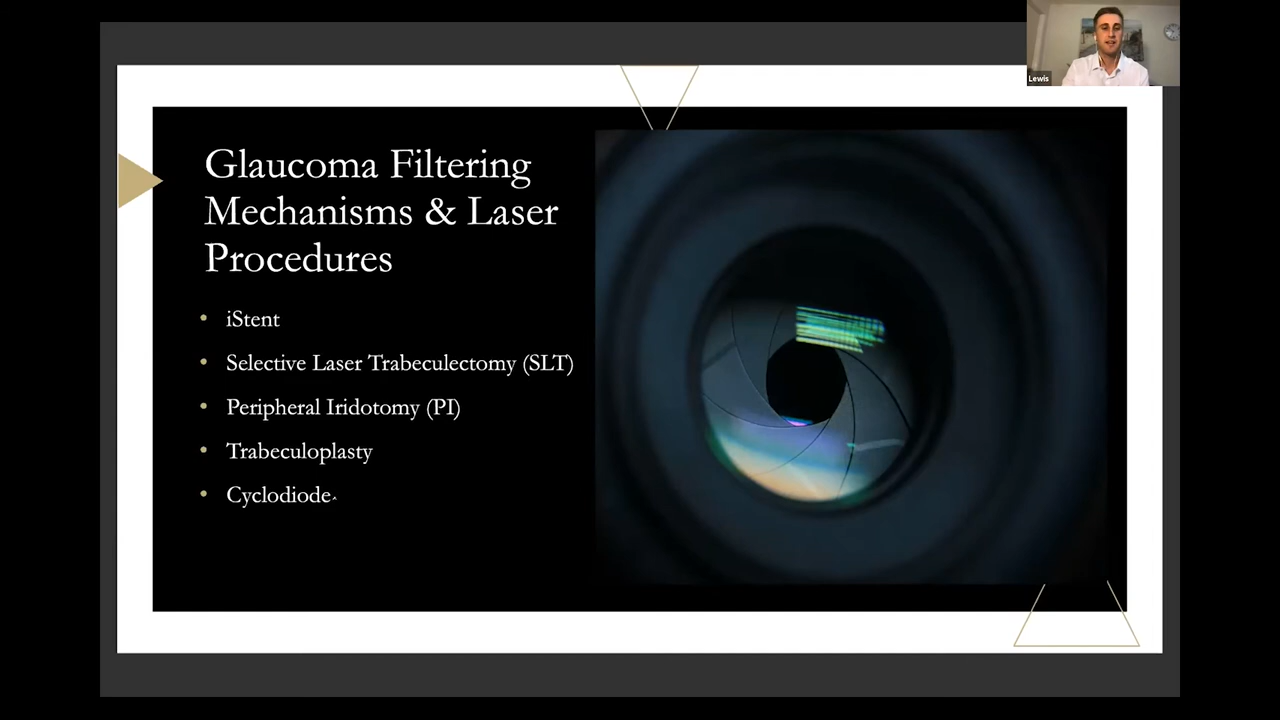 Lewis
Glaucoma Filtering
Mechanisms & Laser
Procedures
• iStent
• Selective Laser Trabeculectomy (SLT)
• Peripheral Iridotomy (PI)
• Trabeculoplasty
• Cyclodiode